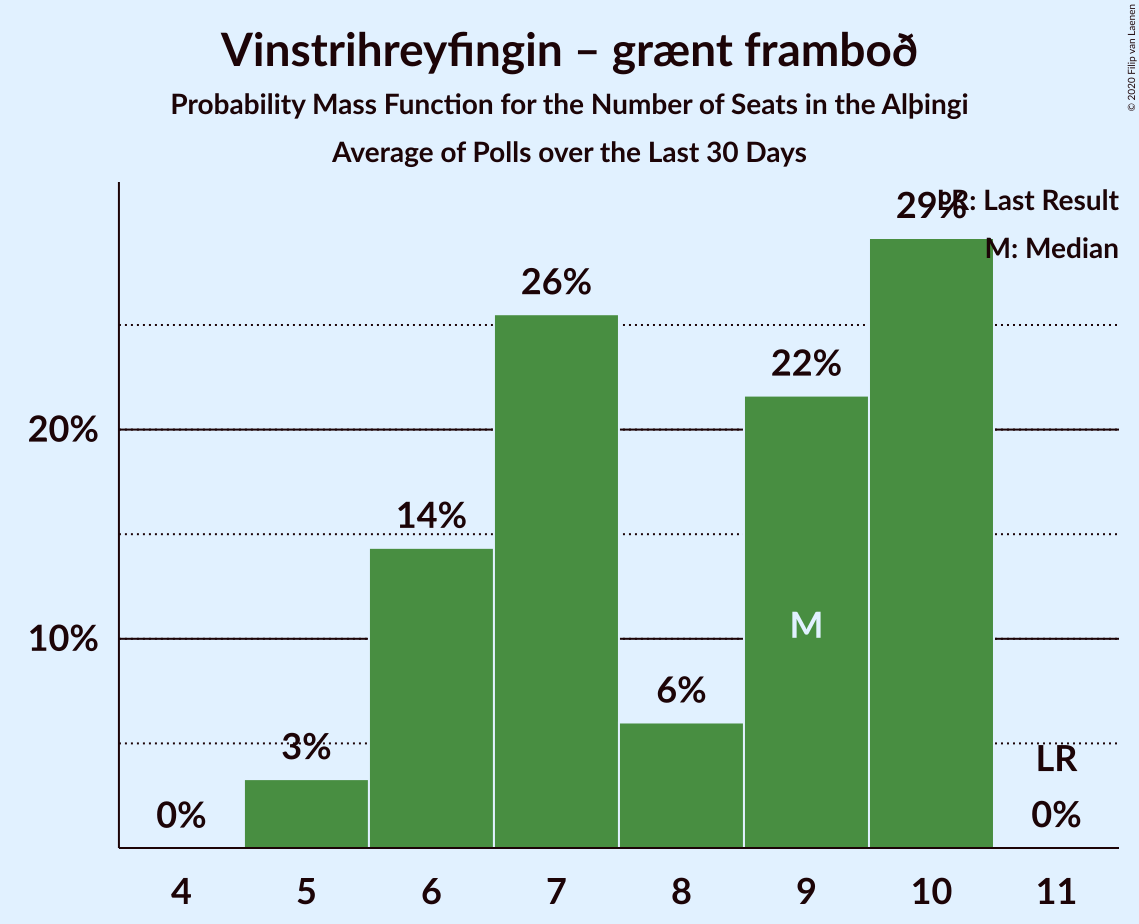 Vinstrihreyfingin – grænt framboð
Probability Mass Function for the Number of Seats in the Alþingi
Average of Polls over the Last 30 Days
© 2020 Filip van Laenen
LR: Last Result
M: Median
29%
26%
22%
20%
14%
M
10%
6%
3%
LR
0%
0%
4 5 6 7 8 9 10 11